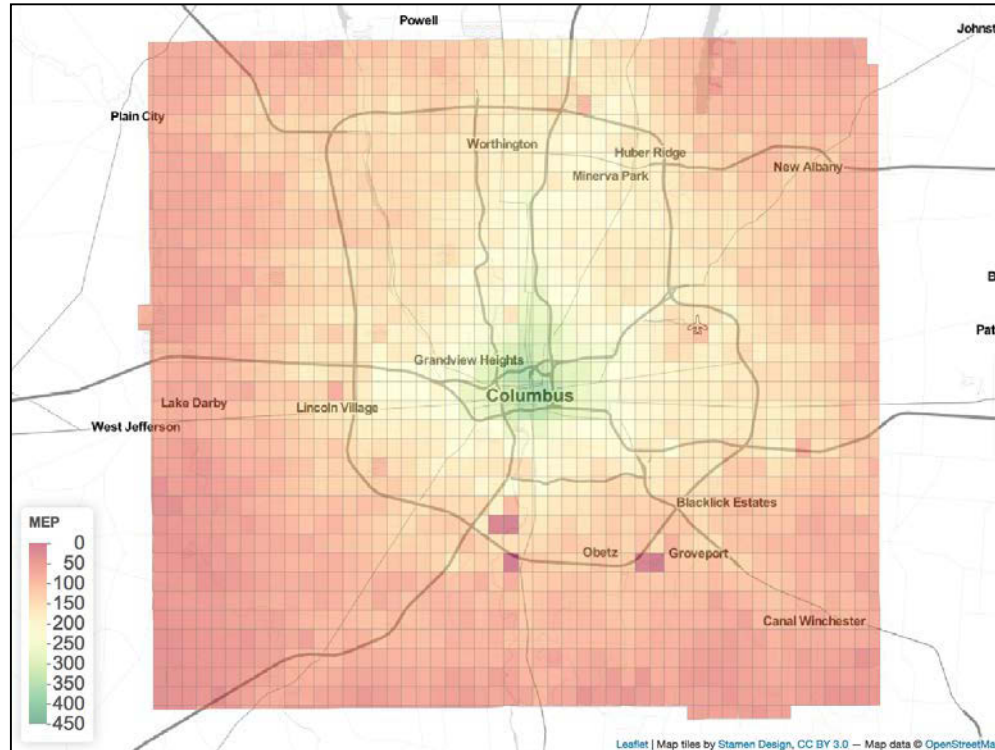 Powell
Johnst
Plain City
Worthington
Huber Ridge
Minerva Park
New Albany
B
Pat
Grandview Heights
Columbus
Lake Darby
Lincoln Village
West Jefferson
Blacklick Estates
Obetz
Groveport
Canal Winchester
MEP
0
50
100
150
200
250
300
350
400
450
Leaflet | Map tiles by Stamen Design, CC BY 3.0 — Map data © OpenStreetMa